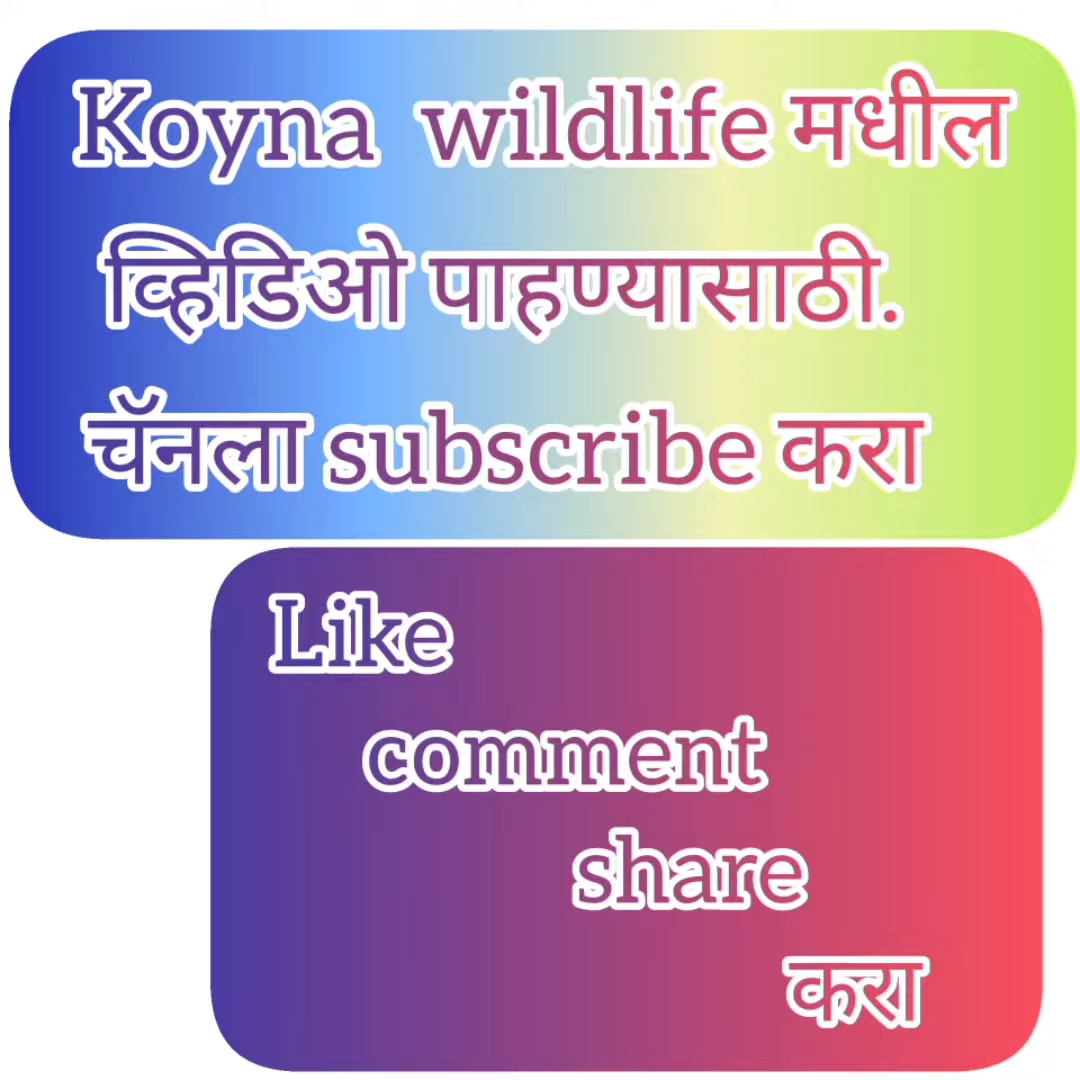 Koyna wildlife मधील
व्हिडिओ पाहण्यासाठी.
चॅनला subscribe करा
Like
comment
share
करा